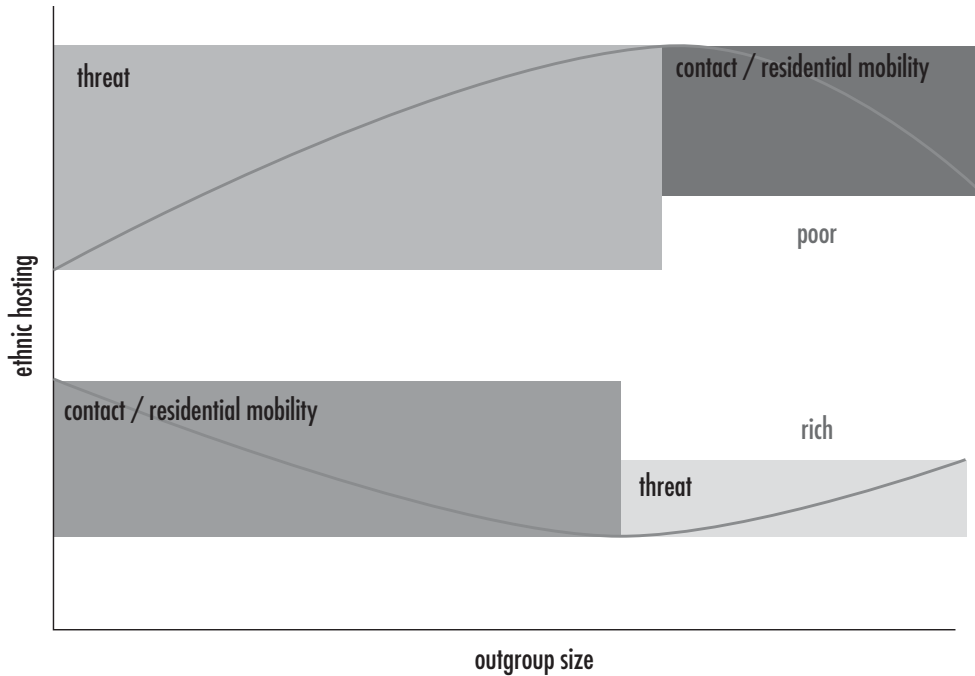 threat
contact / residential mobility
poor
ethnic hosting
contact / residential mobility
rich
threat
outgroup size